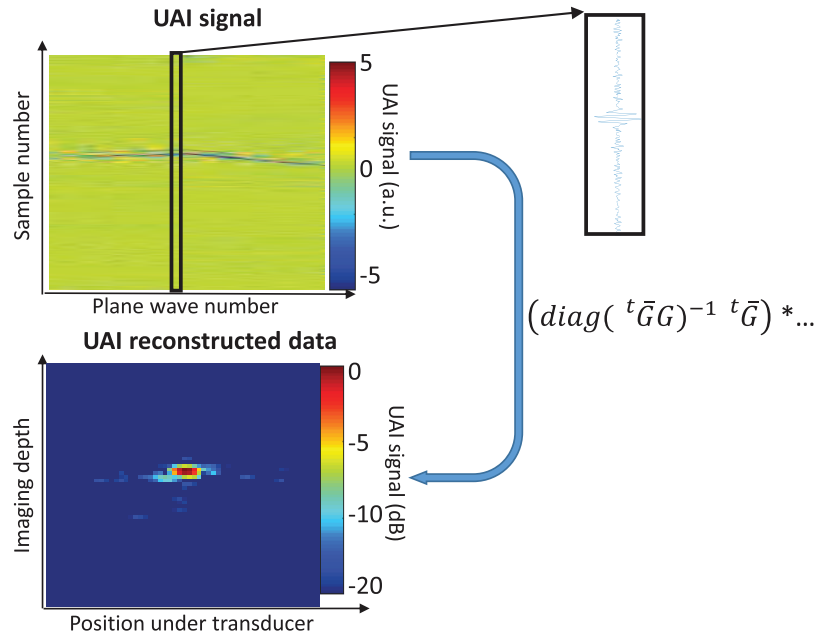 UAI signal
Sample number
5
0
-5
UAI signal (a.u.)
Plane wave number
(diag( ᵗḠG)⁻¹ ᵗḠ) *...
UAI reconstructed data
Imaging depth
0
-5
-10
-20
UAI signal (dB)
Position under transducer